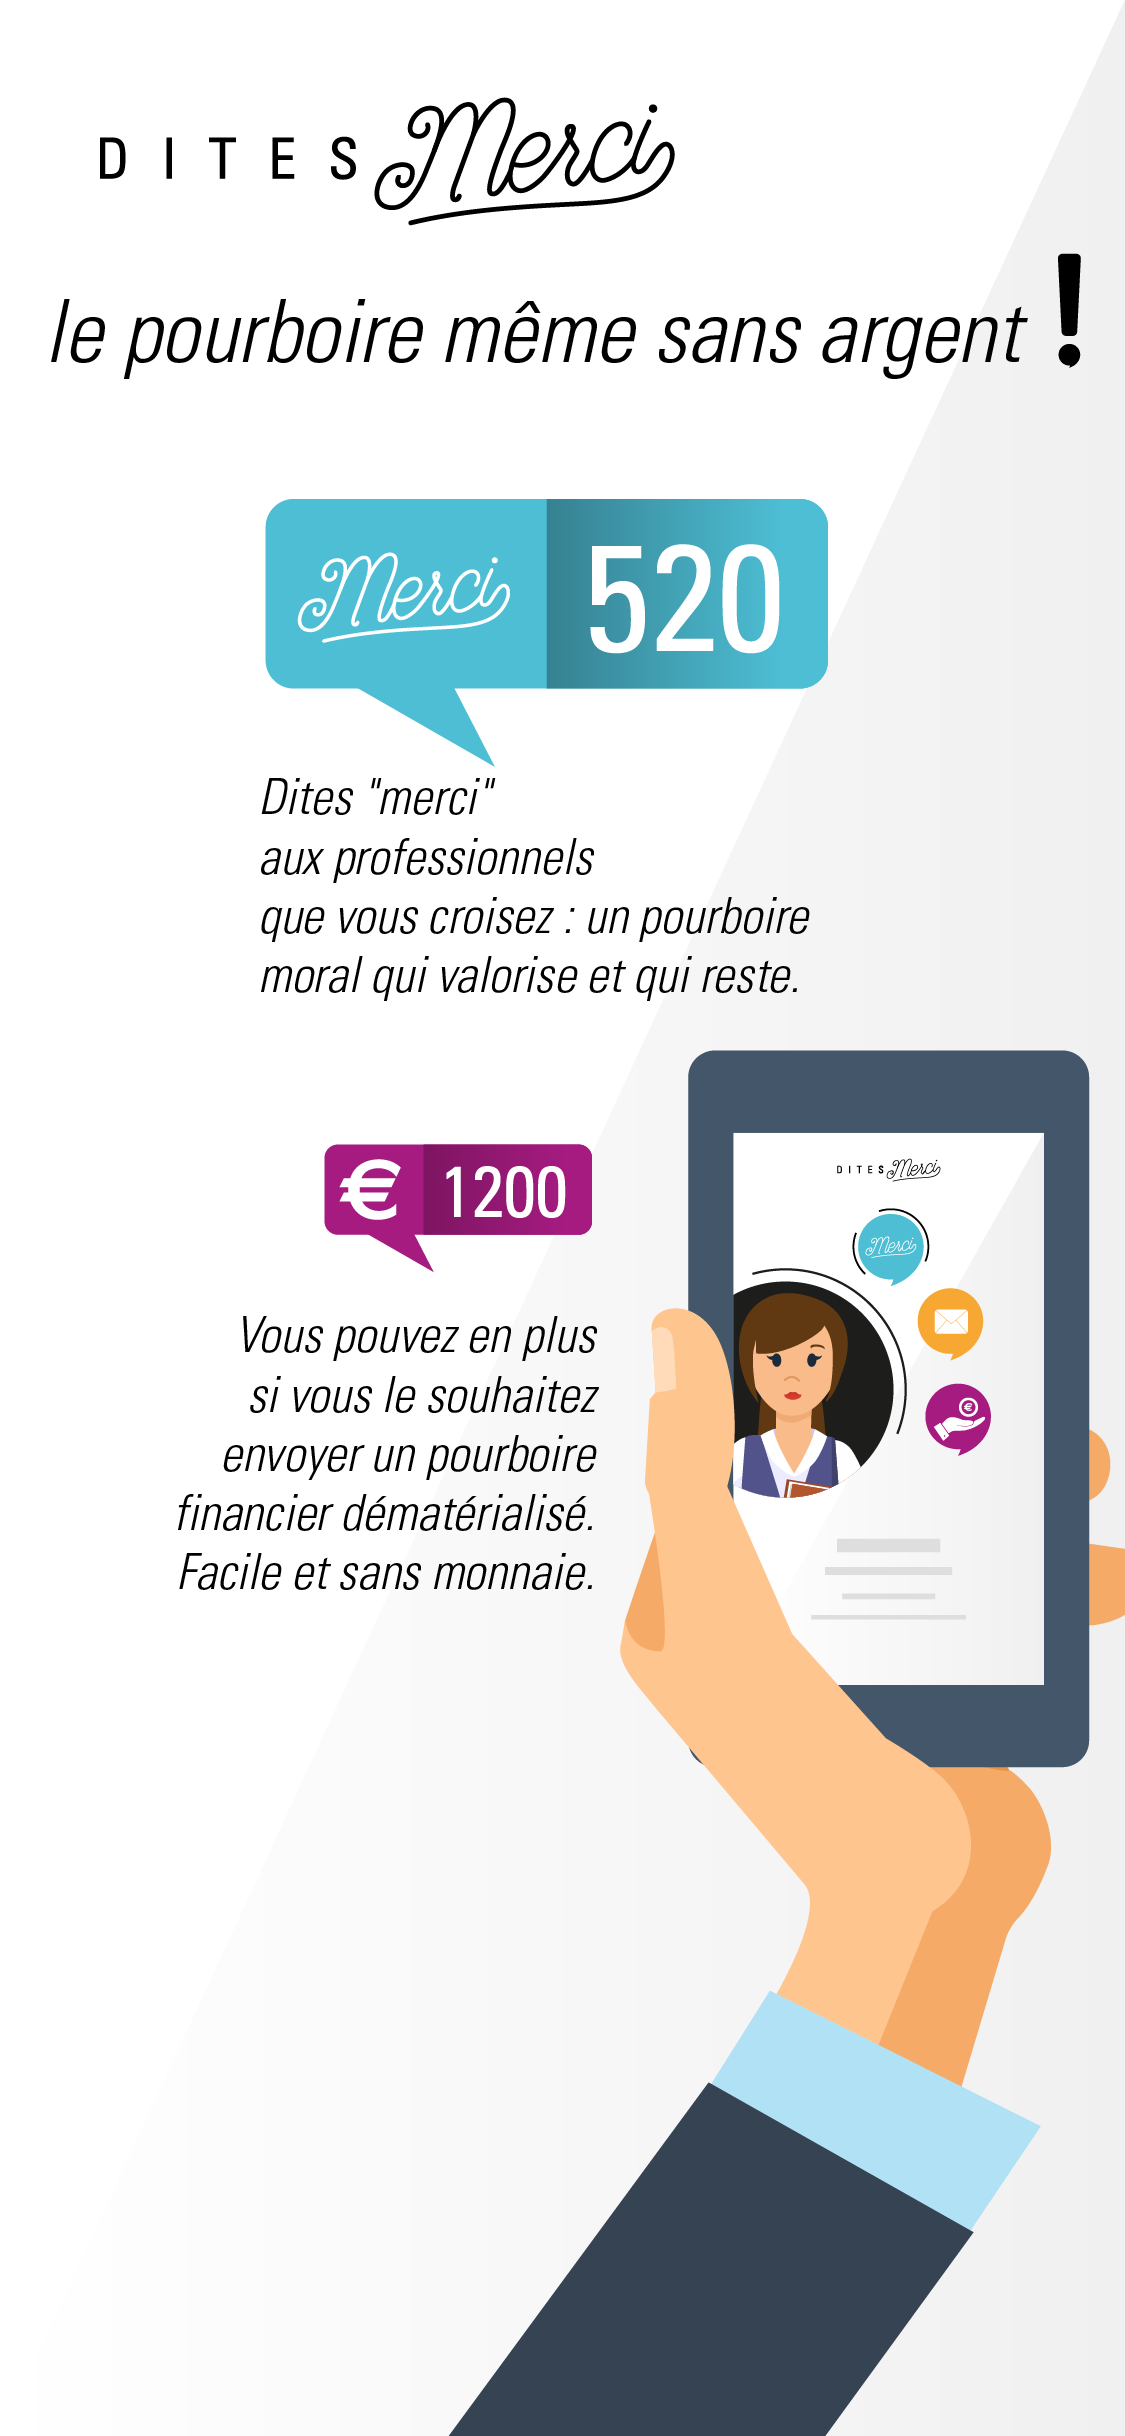 DITES Merci
le pourboire même sans argent !
Merci 520
Dites "merci"
aux professionnels
que vous croisez : un pourboire
moral qui valorise et qui reste.
€ 1200
Vous pouvez en plus
si vous le souhaitez
envoyer un pourboire
financier dématérialisé.
Facile et sans monnaie.
DITES Merci
Merci
€